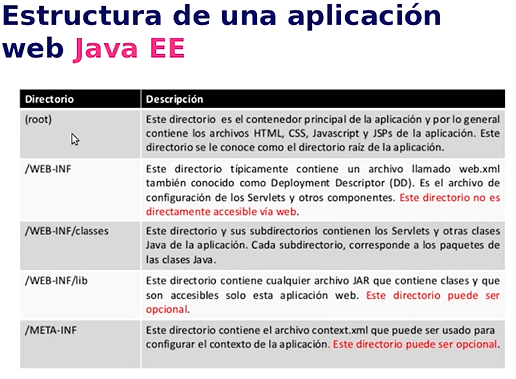 Estructura de una aplicación
web Java EE
Directorio Descripción
(root) Este directorio es el contenedor principal de la aplicación y por lo general
contiene los archivos HTML, CSS, Javascript y JSPs de la aplicación. Este
directorio se le conoce como el directorio raíz de la aplicación.
/WEB-INF Este directorio típicamente contiene un archivo llamado web.xml
también conocido como Deployment Descriptor (DD). Es el archivo de
configuración de los Servlets y otros componentes. Este directorio no es
directamente accesible vía web.
/WEB-INF/classes Este directorio y sus subdirectorios contienen los Servlets y otras clases
Java de la aplicación. Cada subdirectorio, corresponde a los paquetes de
las clases Java.
/WEB-INF/lib Este directorio contiene cualquier archivo JAR que contiene clases y que
son accesibles solo esta aplicación web. Este directorio puede ser
opcional.
/META-INF Este directorio contiene el archivo context.xml que puede ser usado para
configurar el contexto de la aplicación. Este directorio puede ser opcional.